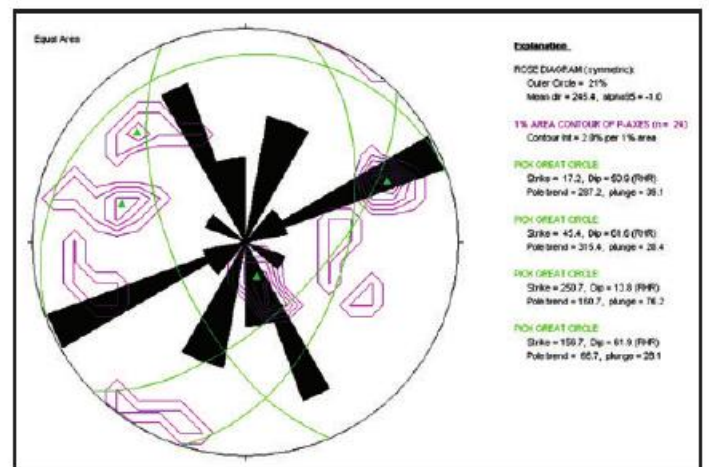 Equal Area
Explanation
ROSE DIAGRAM (symmetric):
Outer Circle = 21%
Mean dir = 245.4, alpha95 = -1.0
1% AREA CONTOUR OF P-AXES (n = 24)
Contour Int = 2.8% per 1% area
PICK GREAT CIRCLE
Strike = 17.2, Dip = 50.9 (RHR)
Pole trend = 287.2, plunge = 39.1
PICK GREAT CIRCLE
Strike = 45.4, Dip = 61.6 (RHR)
Pole trend = 315.4, plunge = 28.4
PICK GREAT CIRCLE
Strike = 250.7, Dip = 13.8 (RHR)
Pole trend = 160.7, plunge = 76.2
PICK GREAT CIRCLE
Strike = 156.7, Dip = 61.9 (RHR)
Pole trend = 66.7, plunge = 28.1